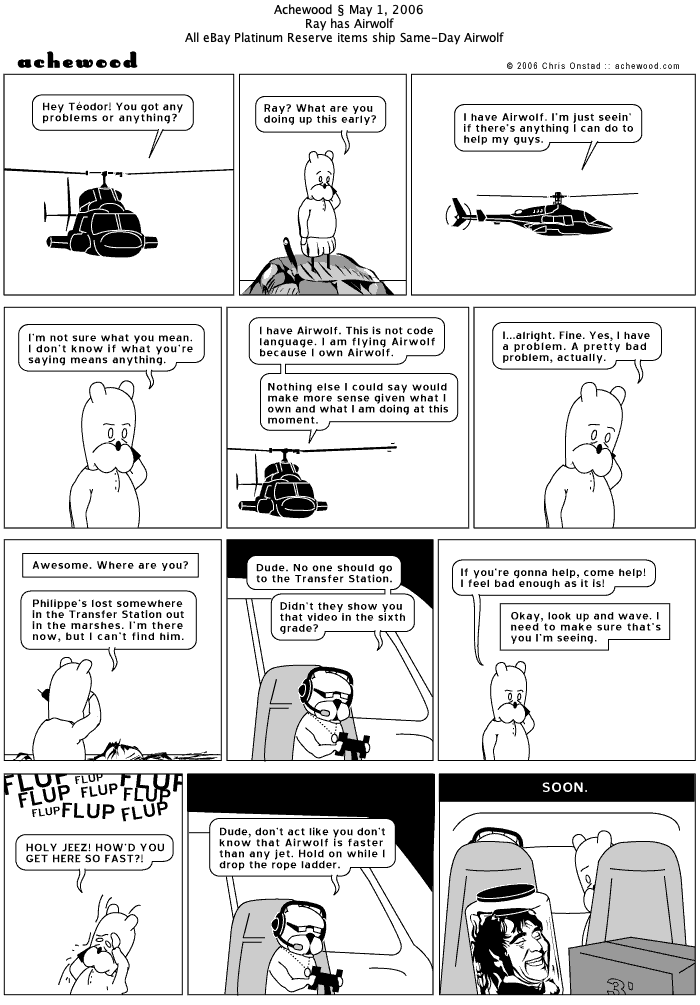 Achewood § May 1, 2006
Ray has Airwolf
All eBay Platinum Reserve items ship Same-Day Airwolf
achewood
© 2006 Chris Onstad :: achewood.com
Hey Téodor! You got any
problems or anything?
Ray? What are you
doing up this early?
I have Airwolf. I'm just seein'
if there's anything I can do to
help my guys.
I'm not sure what you mean.
I don't know if what you're
saying means anything.
I have Airwolf. This is not code
language. I am flying Airwolf
because I own Airwolf.
Nothing else I could say would
make more sense given what I
own and what I am doing at this
moment.
I...alright. Fine. Yes, I have
a problem. A pretty bad
problem, actually.
Awesome. Where are you?
Philippe's lost somewhere
in the Transfer Station out
in the marshes. I'm there
now, but I can't find him.
Dude. No one should go
to the Transfer Station.
Didn't they show you
that video in the sixth
grade?
If you're gonna help, come help!
I feel bad enough as it is!
Okay, look up and wave. I
need to make sure that's
you I'm seeing.
FLUP FLUP FLUP
FLUP FLUP FLUP
FLUP FLUP FLUP
HOLY JEEZ! HOW'D YOU
GET HERE SO FAST?!
Dude, don't act like you don't
know that Airwolf is faster
than any jet. Hold on while I
drop the rope ladder.
SOON.
3'